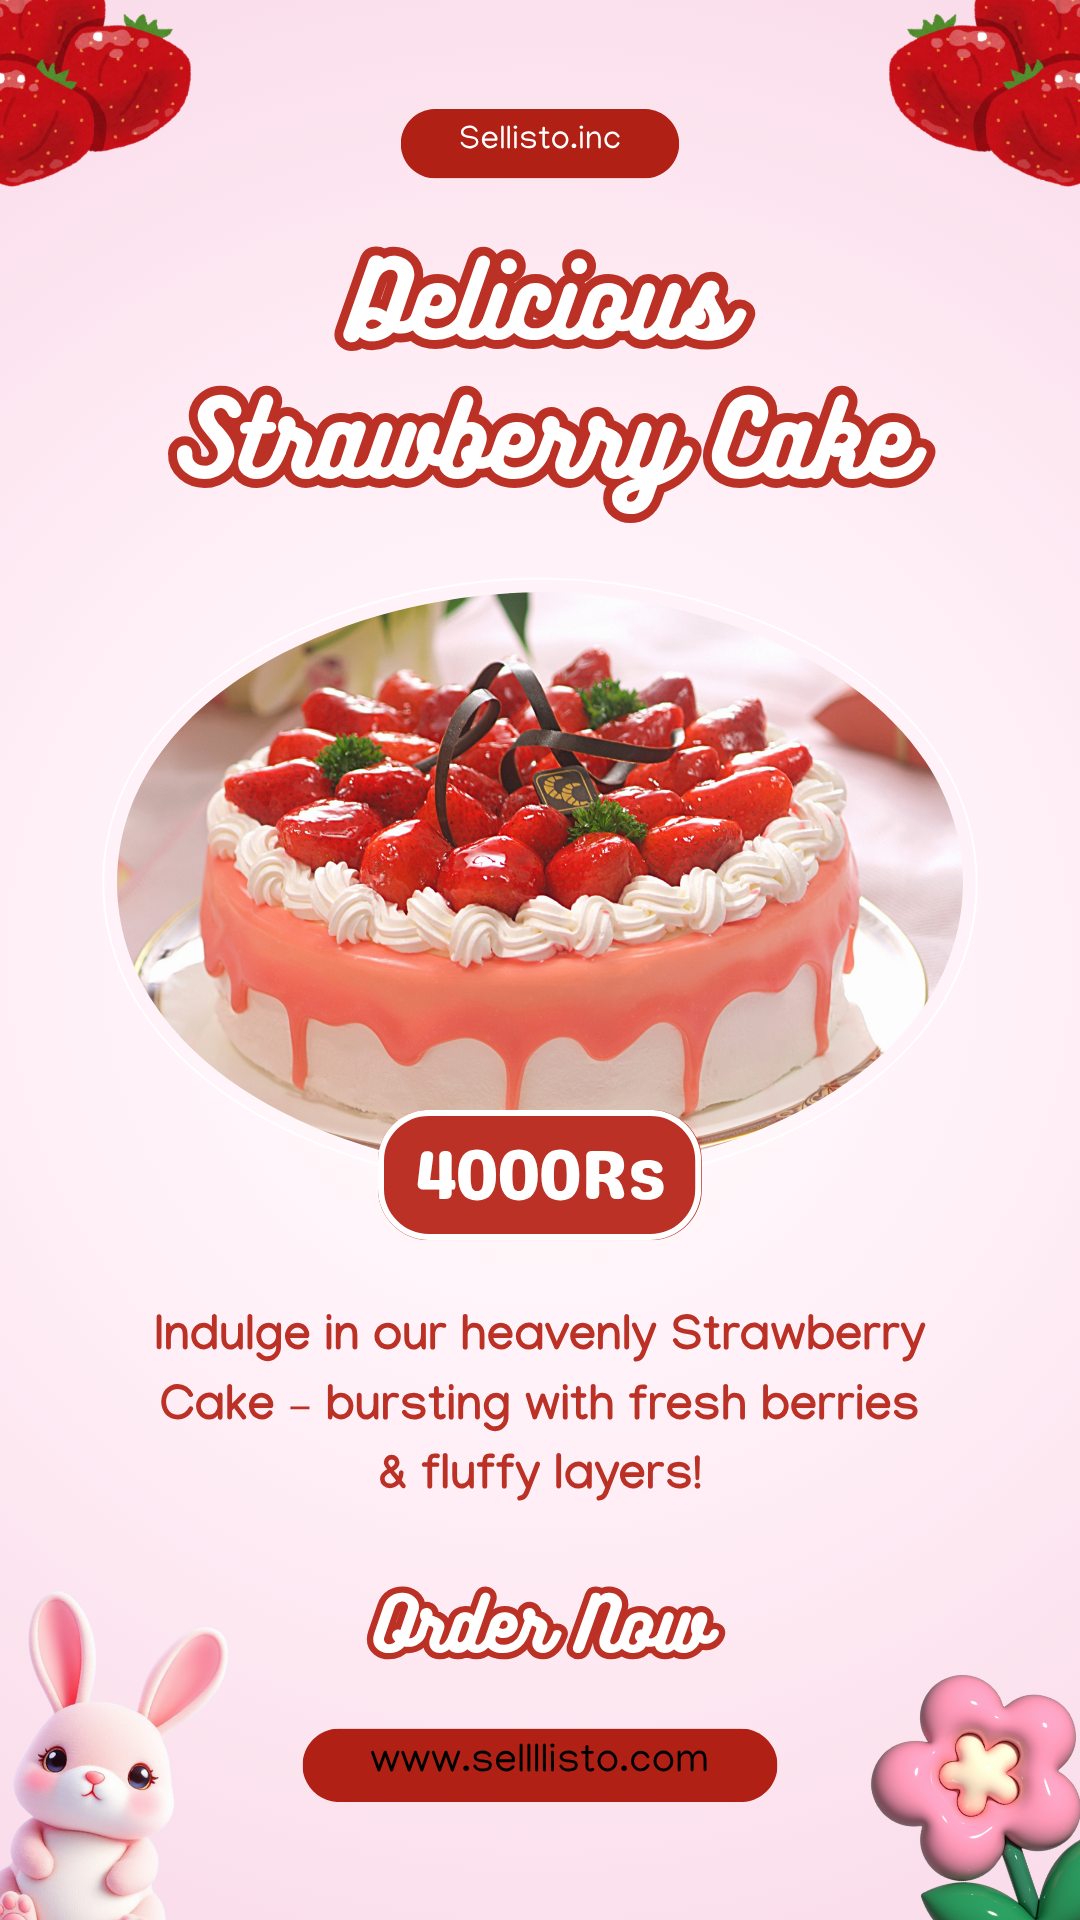 Sellisto.inc
Delicious
Strawberry Cake
4000Rs
Indulge in our heavenly Strawberry
Cake – bursting with fresh berries
& fluffy layers!
Order Now
www.sellllisto.com